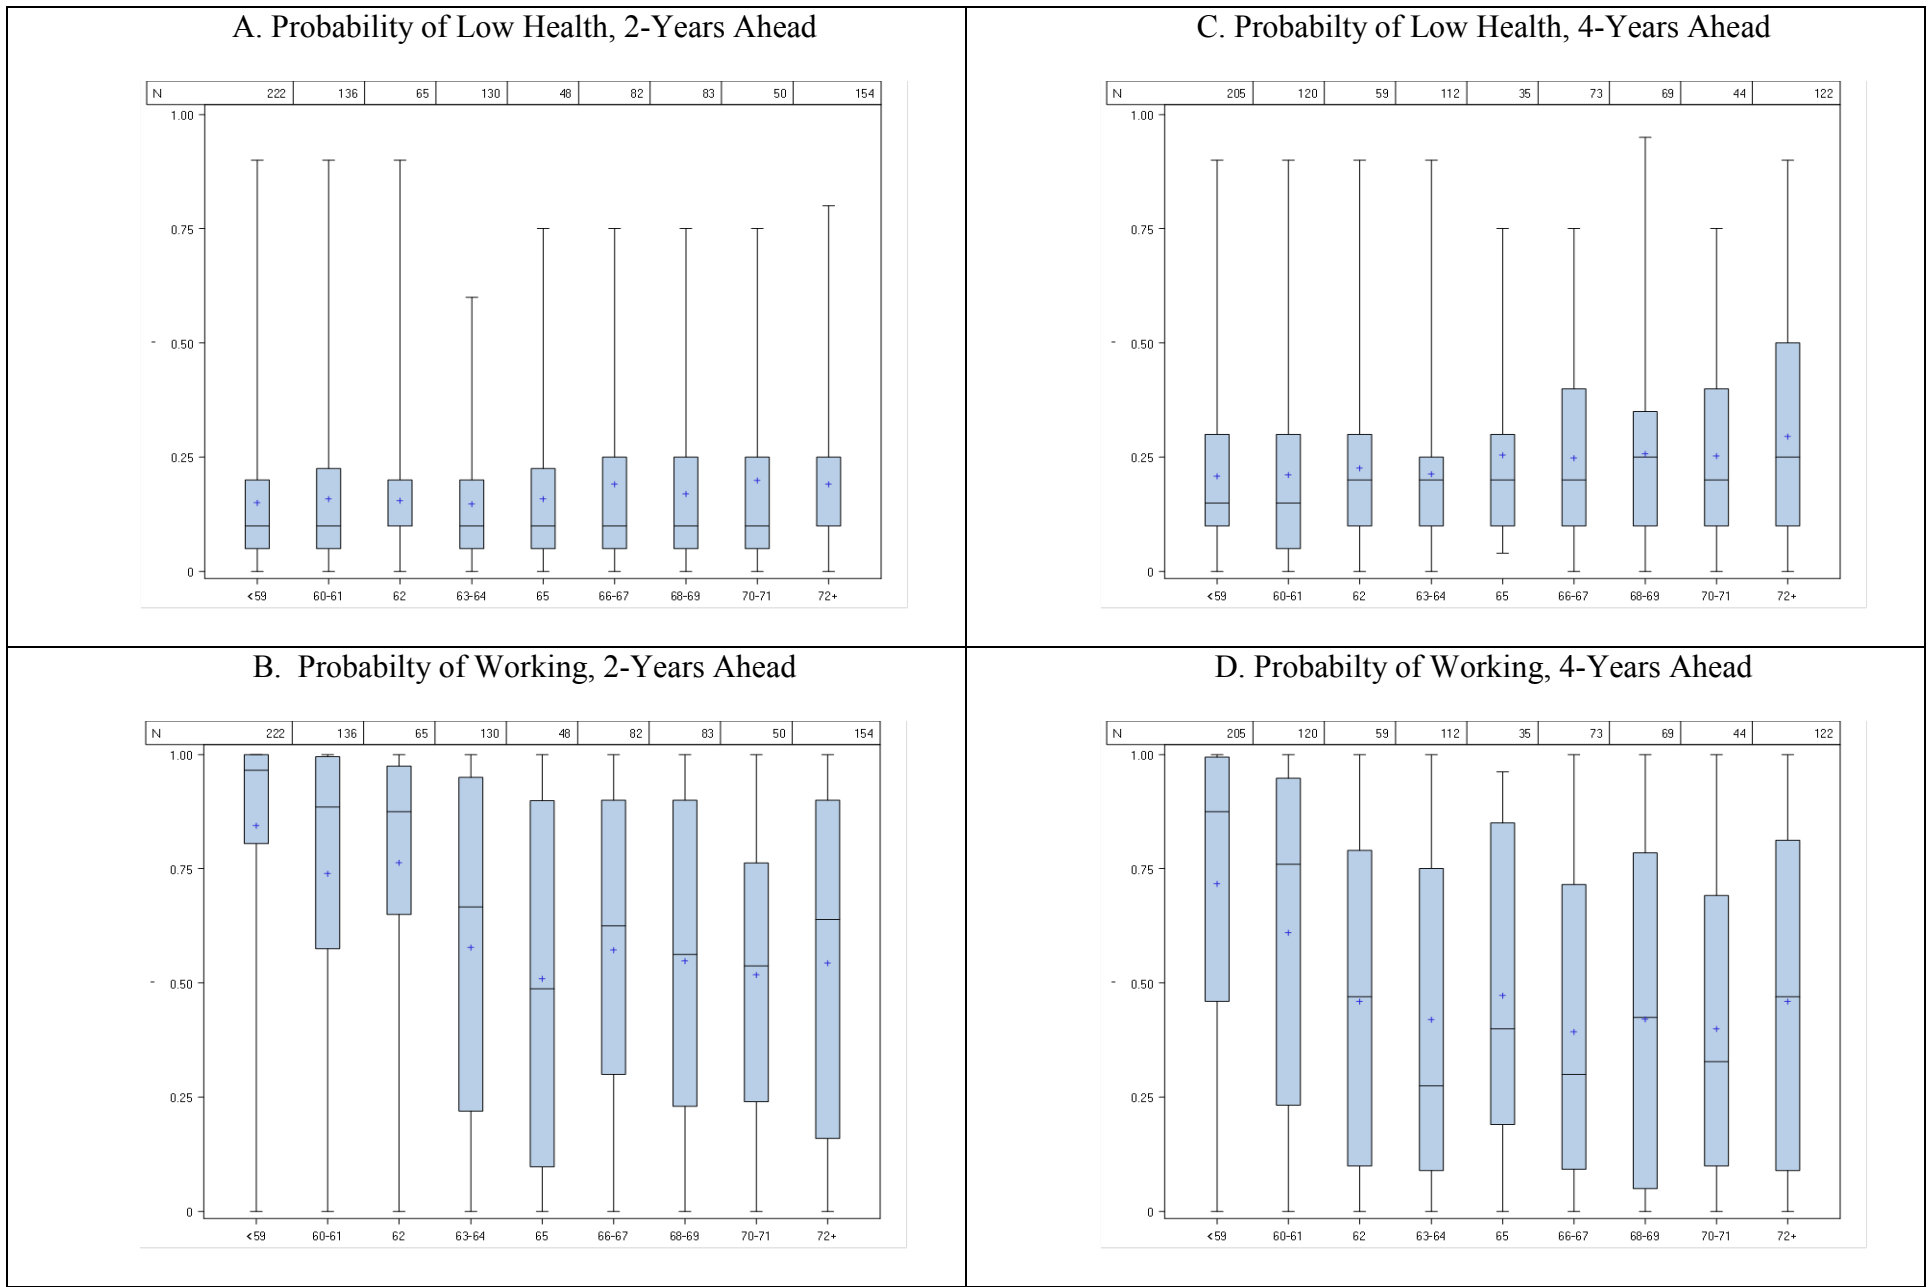 A. Probability of Low Health, 2-Years Ahead
N 222 136 65 130 48 82 83 50 154
1.00
0.75
- 0.50
0.25
0
<59 60-61 62 63-64 65 66-67 68-69 70-71 72+
C. Probabilty of Low Health, 4-Years Ahead
N 205 120 59 112 35 73 69 44 122
1.00
0.75
- 0.50
0.25
0
<59 60-61 62 63-64 65 66-67 68-69 70-71 72+
B. Probabilty of Working, 2-Years Ahead
N 222 136 65 130 48 82 83 50 154
1.00
0.75
- 0.50
0.25
0
<59 60-61 62 63-64 65 66-67 68-69 70-71 72+
D. Probabilty of Working, 4-Years Ahead
N 205 120 59 112 35 73 69 44 122
1.00
0.75
- 0.50
0.25
0
<59 60-61 62 63-64 65 66-67 68-69 70-71 72+